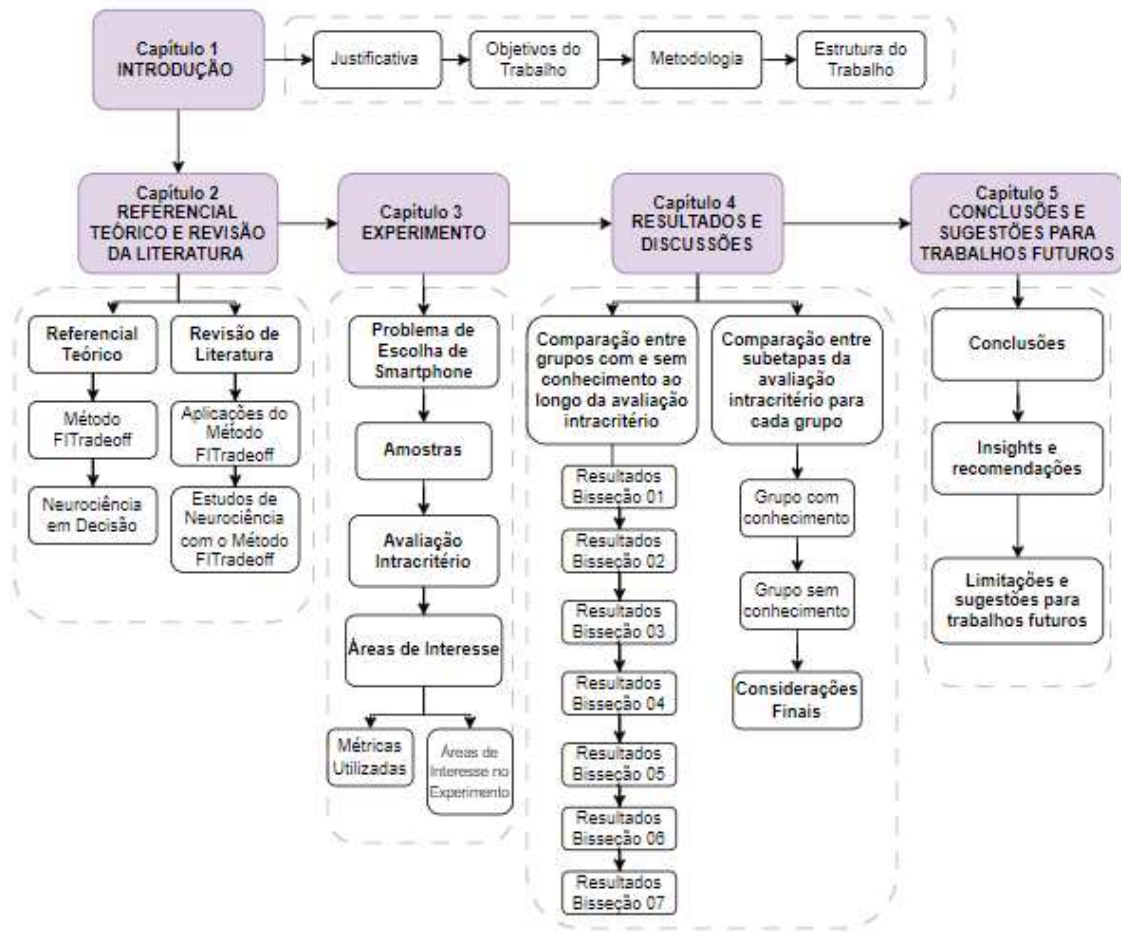 Capítulo 1
INTRODUÇÃO
Justificativa
Objetivos do
Trabalho
Metodologia
Estrutura do
Trabalho
Capítulo 2
REFERENCIAL
TEÓRICO E REVISÃO
DA LITERATURA
Capítulo 3
EXPERIMENTO
Capítulo 4
RESULTADOS E
DISCUSSÕES
Capítulo 5
CONCLUSÕES E
SUGESTÕES PARA
TRABALHOS FUTUROS
Referencial
Teórico
Método
FITradeoff
Neurociência
em Decisão
Revisão de
Literatura
Aplicações do
Método
FITradeoff
Estudos de
Neurociência
com o Método
FITradeoff
Problema de
Escolha de
Smartphone
Amostras
Avaliação
Intracritério
Áreas de Interesse
Métricas
Utilizadas
Áreas de
Interesse no
Experimento
Comparação entre
grupos com e sem
conhecimento ao
longo da avaliação
intracritério
Resultados
Bisseção 01
Resultados
Bisseção 02
Resultados
Bisseção 03
Resultados
Bisseção 04
Resultados
Bisseção 05
Resultados
Bisseção 06
Resultados
Bisseção 07
Comparação entre
subetapas da
avaliação
intracritério para
cada grupo
Grupo com
conhecimento
Grupo sem
conhecimento
Considerações
Finais
Conclusões
Insights e
recomendações
Limitações e
sugestões para
trabalhos futuros